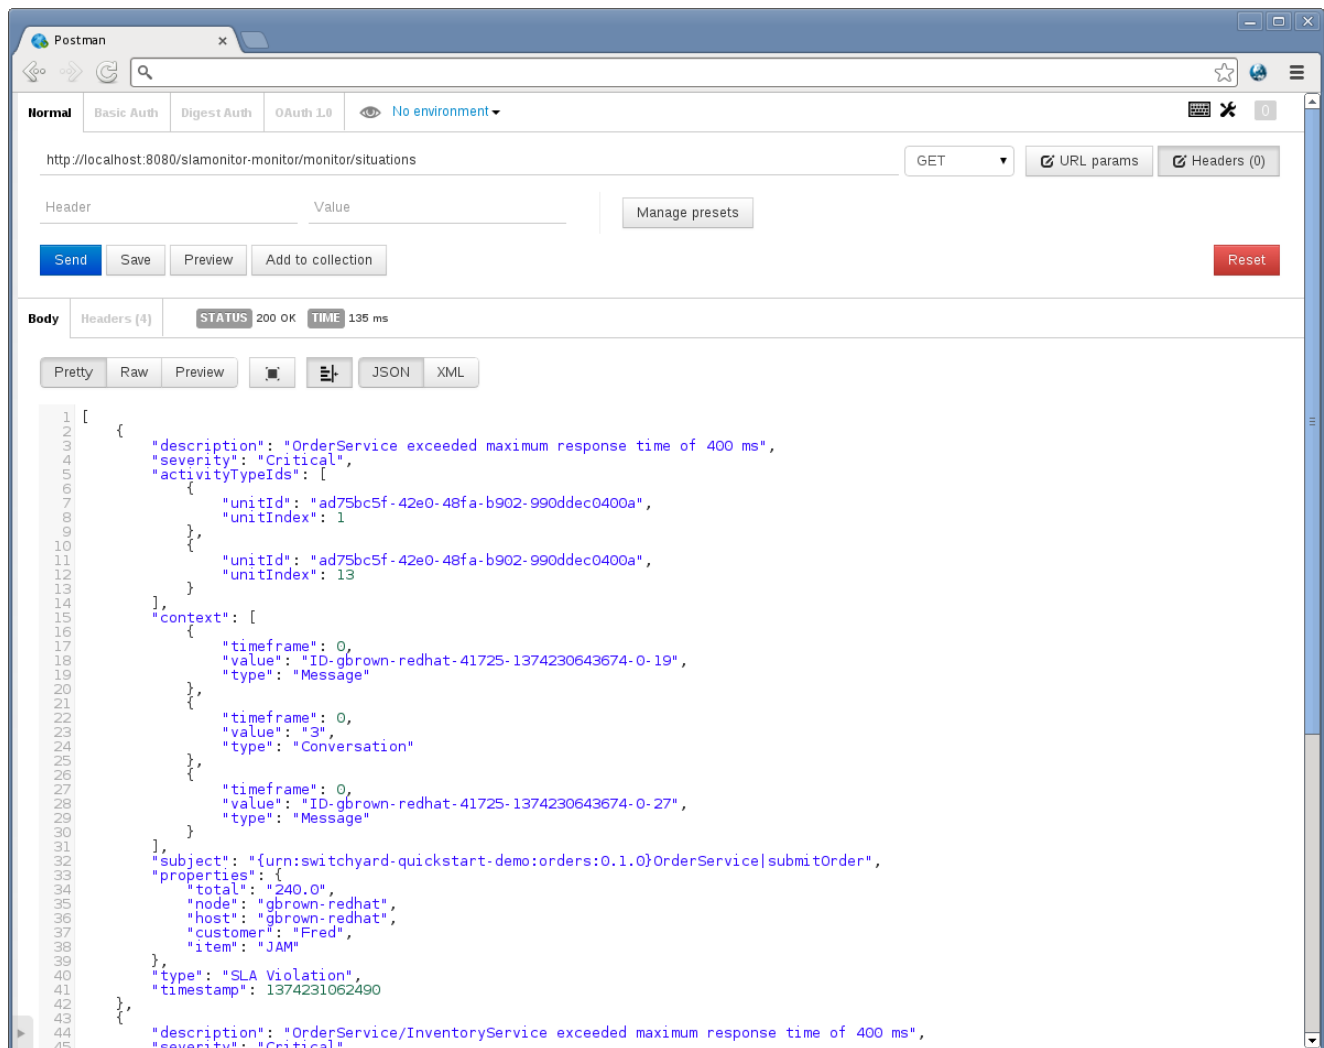 Postman
Normal Basic Auth Digest Auth OAuth 1.0 No environment 0
http://localhost:8080/slamonitor-monitor/monitor/situations GET URL params Headers (0)
Header Value Manage presets
Send Save Preview Add to collection Reset
Body Headers (4) STATUS 200 OK TIME 135 ms
Pretty Raw Preview JSON XML
1 [
2 {
3 "description": "OrderService exceeded maximum response time of 400 ms",
4 "severity": "Critical",
5 "activityTypeIds": [
6 {
7 "unitId": "ad75bc5f-42e0-48fa-b902-990ddec0400a",
8 "unitIndex": 1
9 },
10 {
11 "unitId": "ad75bc5f-42e0-48fa-b902-990ddec0400a",
12 "unitIndex": 13
13 }
14 ],
15 "context": [
16 {
17 "timeframe": 0,
18 "value": "ID-gbrown-redhat-41725-1374230643674-0-19",
19 "type": "Message"
20 },
21 {
22 "timeframe": 0,
23 "value": "3",
24 "type": "Conversation"
25 },
26 {
27 "timeframe": 0,
28 "value": "ID-gbrown-redhat-41725-1374230643674-0-27",
29 "type": "Message"
30 }
31 ],
32 "subject": "{urn:switchyard-quickstart-demo:orders:0.1.0}OrderService|submitOrder",
33 "properties": {
34 "total": "240.0",
35 "node": "gbrown-redhat",
36 "host": "gbrown-redhat",
37 "customer": "Fred",
38 "item": "JAM"
39 },
40 "type": "SLA Violation",
41 "timestamp": 1374231062490
42 },
43 {
44 "description": "OrderService/InventoryService exceeded maximum response time of 400 ms",
45 "severity": "Critical"